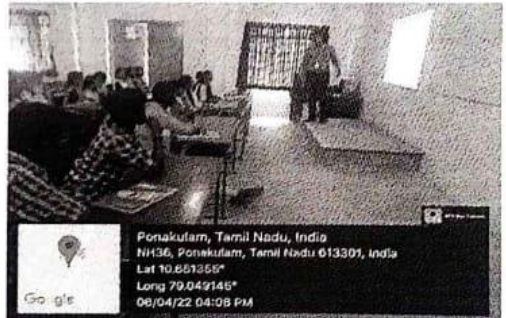 Ponakulam, Tamil Nadu, India
NH36, Ponakulam, Tamil Nadu 613301, India
Lat 10.651355°
Long 79.049145°
06/04/22 04:08 PM
Google